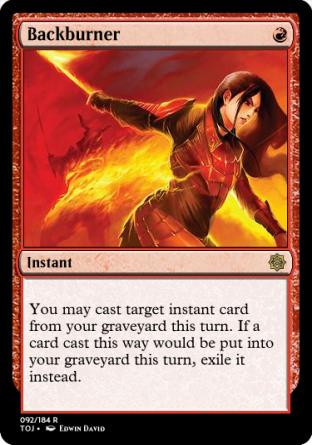 Backburner
Instant
You may cast target instant card
from your graveyard this turn. If a
card cast this way would be put into
your graveyard this turn, exile it
instead.
092/184 R
TOJ • Edwin David